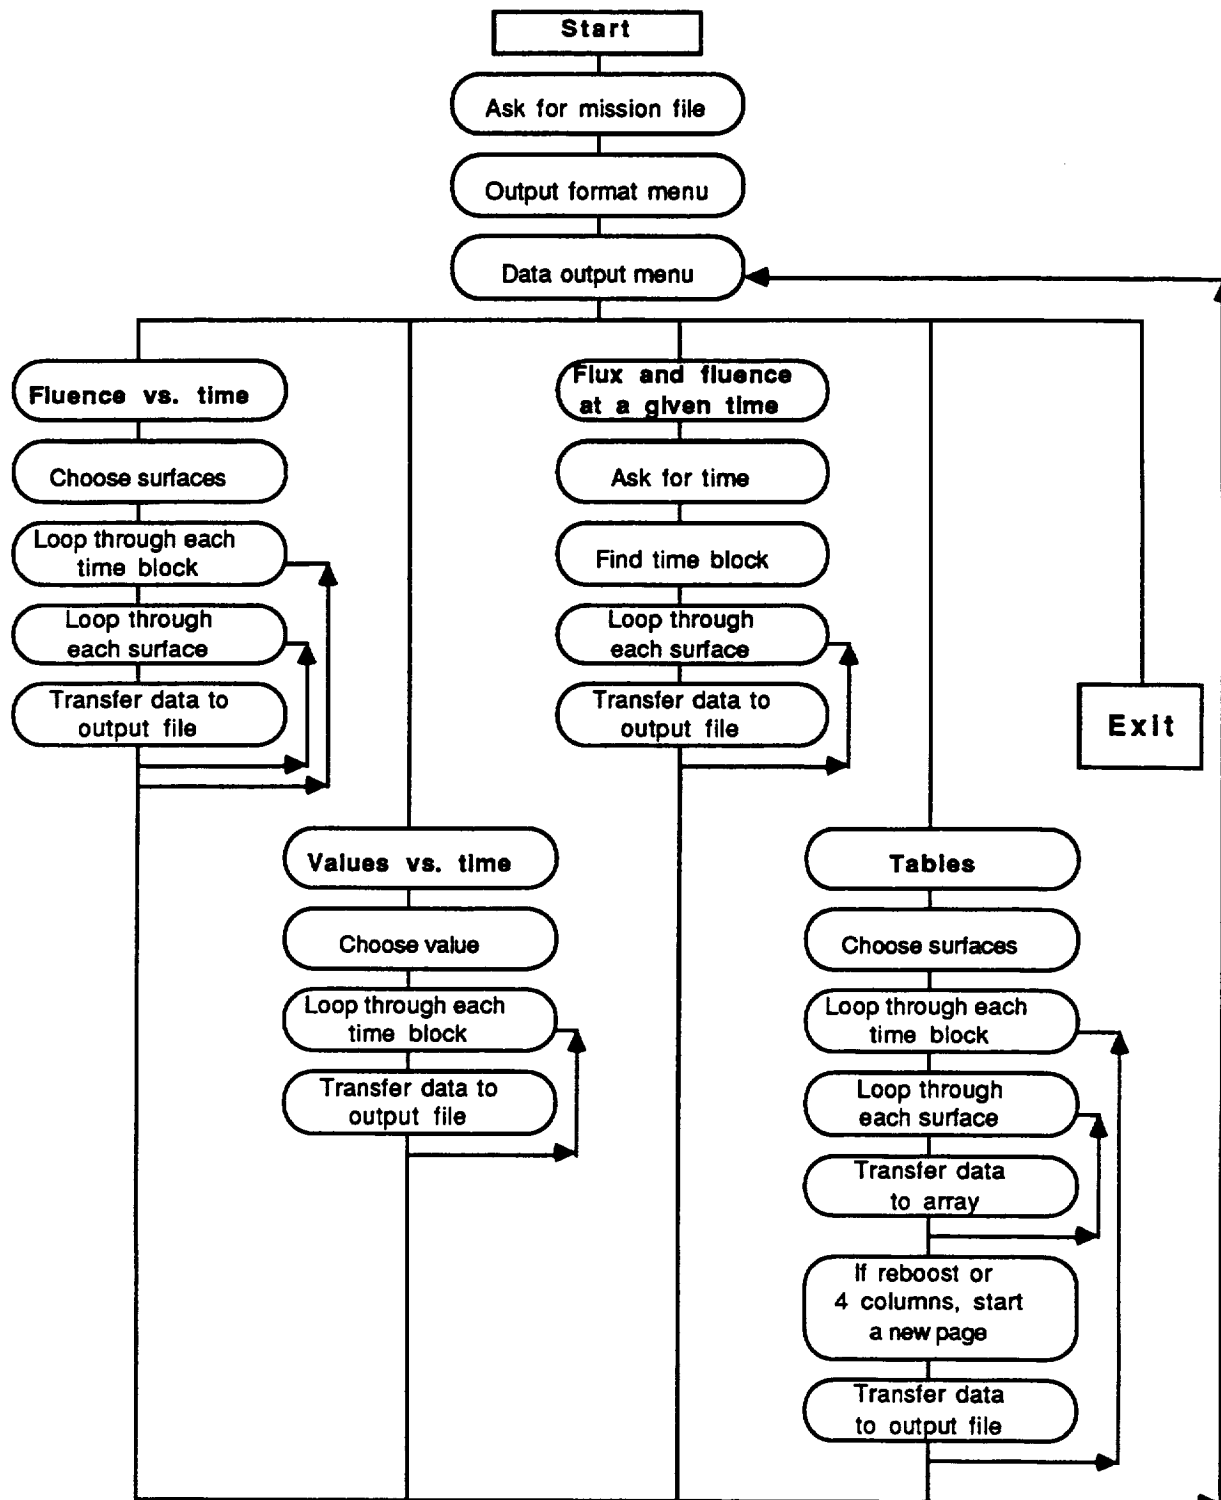 Start
Ask for mission file
Output format menu
Data output menu
Fluence vs. time
Choose surfaces
Loop through each
time block
Loop through
each surface
Transfer data to
output file
Values vs. time
Choose value
Loop through each
time block
Transfer data to
output file
Flux and fluence
at a given time
Ask for time
Find time block
Loop through
each surface
Transfer data to
output file
Tables
Choose surfaces
Loop through each
time block
Loop through
each surface
Transfer data
to array
If reboost or
4 columns, start
a new page
Transfer data
to output file
Exit